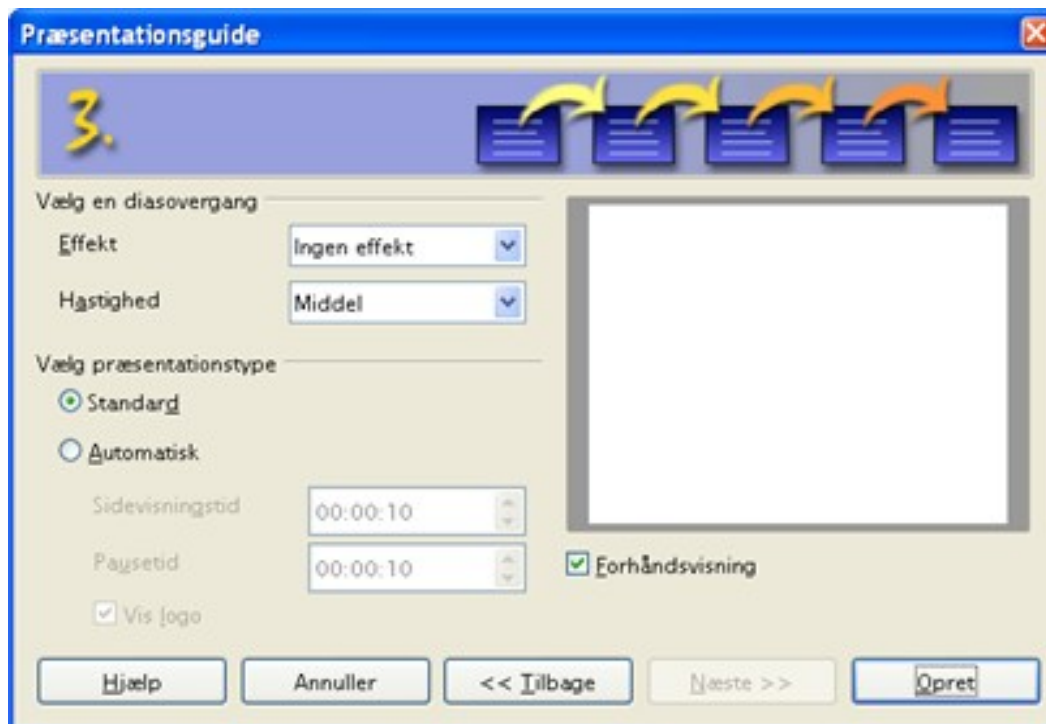 Præsentationsguide
3.
Vælg en diasovergang
Effekt
Ingen effekt
Hastighed
Middel
Vælg præsentationstype
Standard
Automatisk
Sidevisningstid
00:00:10
Pausetid
00:00:10
Vis logo
Forhåndsvisning
Hjælp
Annuller
<< Tilbage
Næste >>
Opret